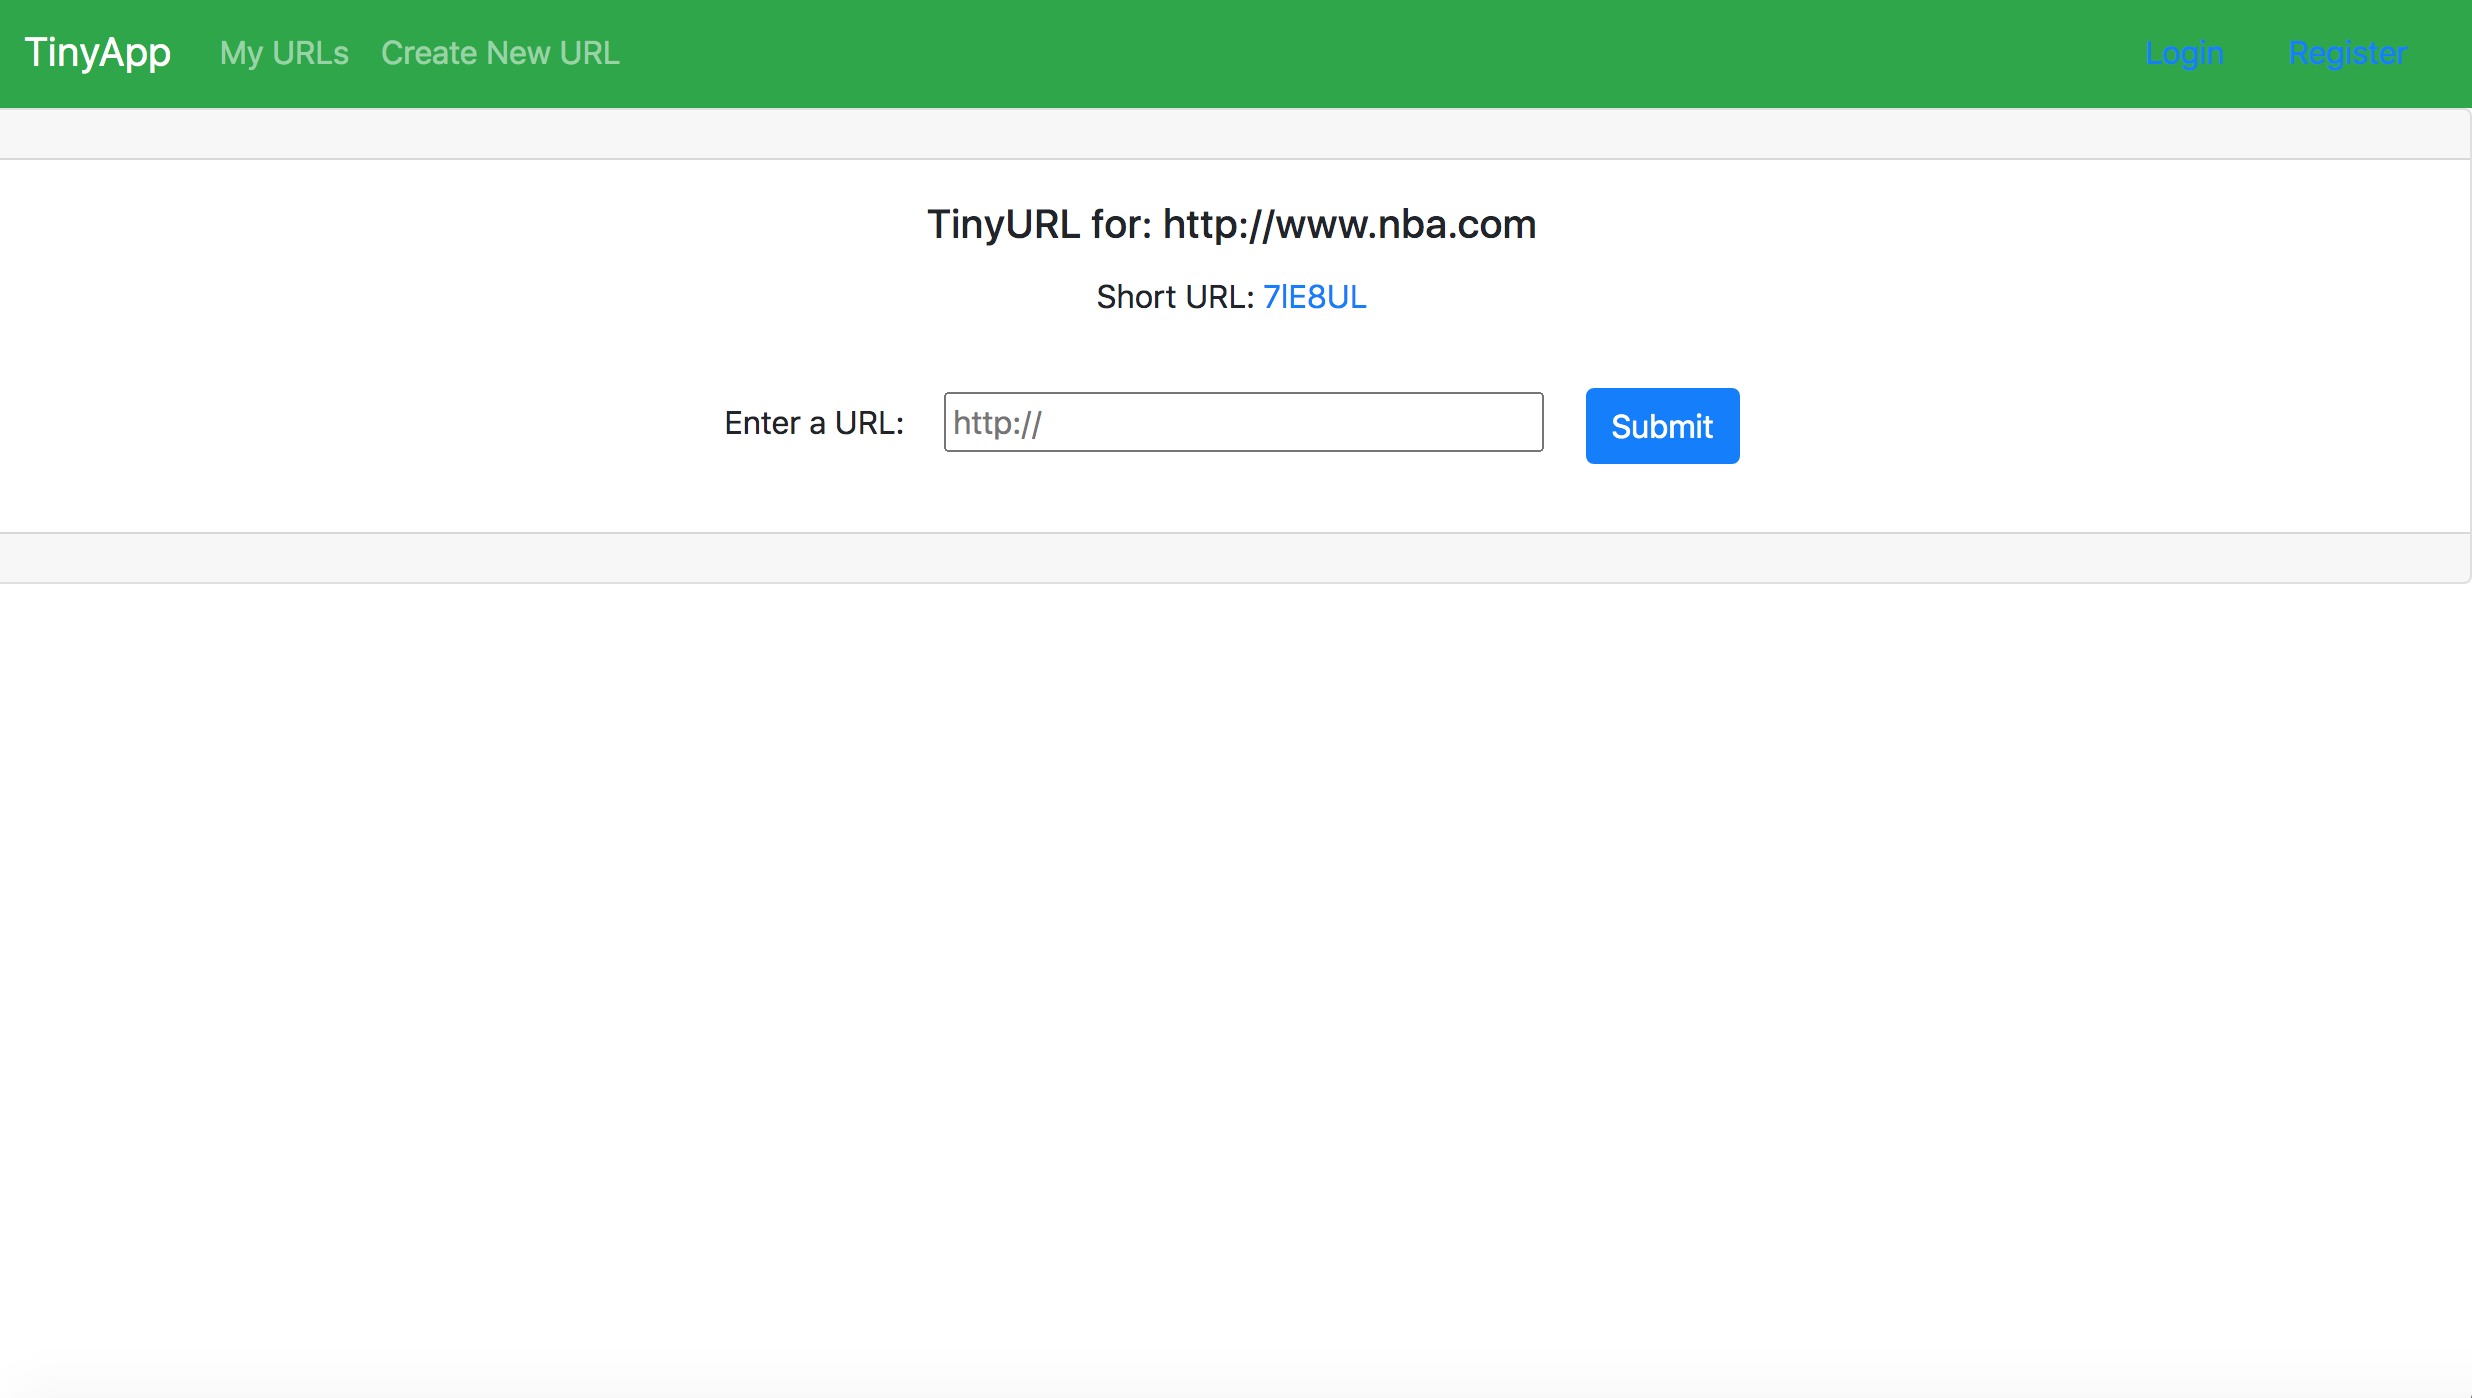 TinyApp My URLs Create New URL Login Register
TinyURL for: http://www.nba.com
Short URL: 7lE8UL
Enter a URL: http:// Submit